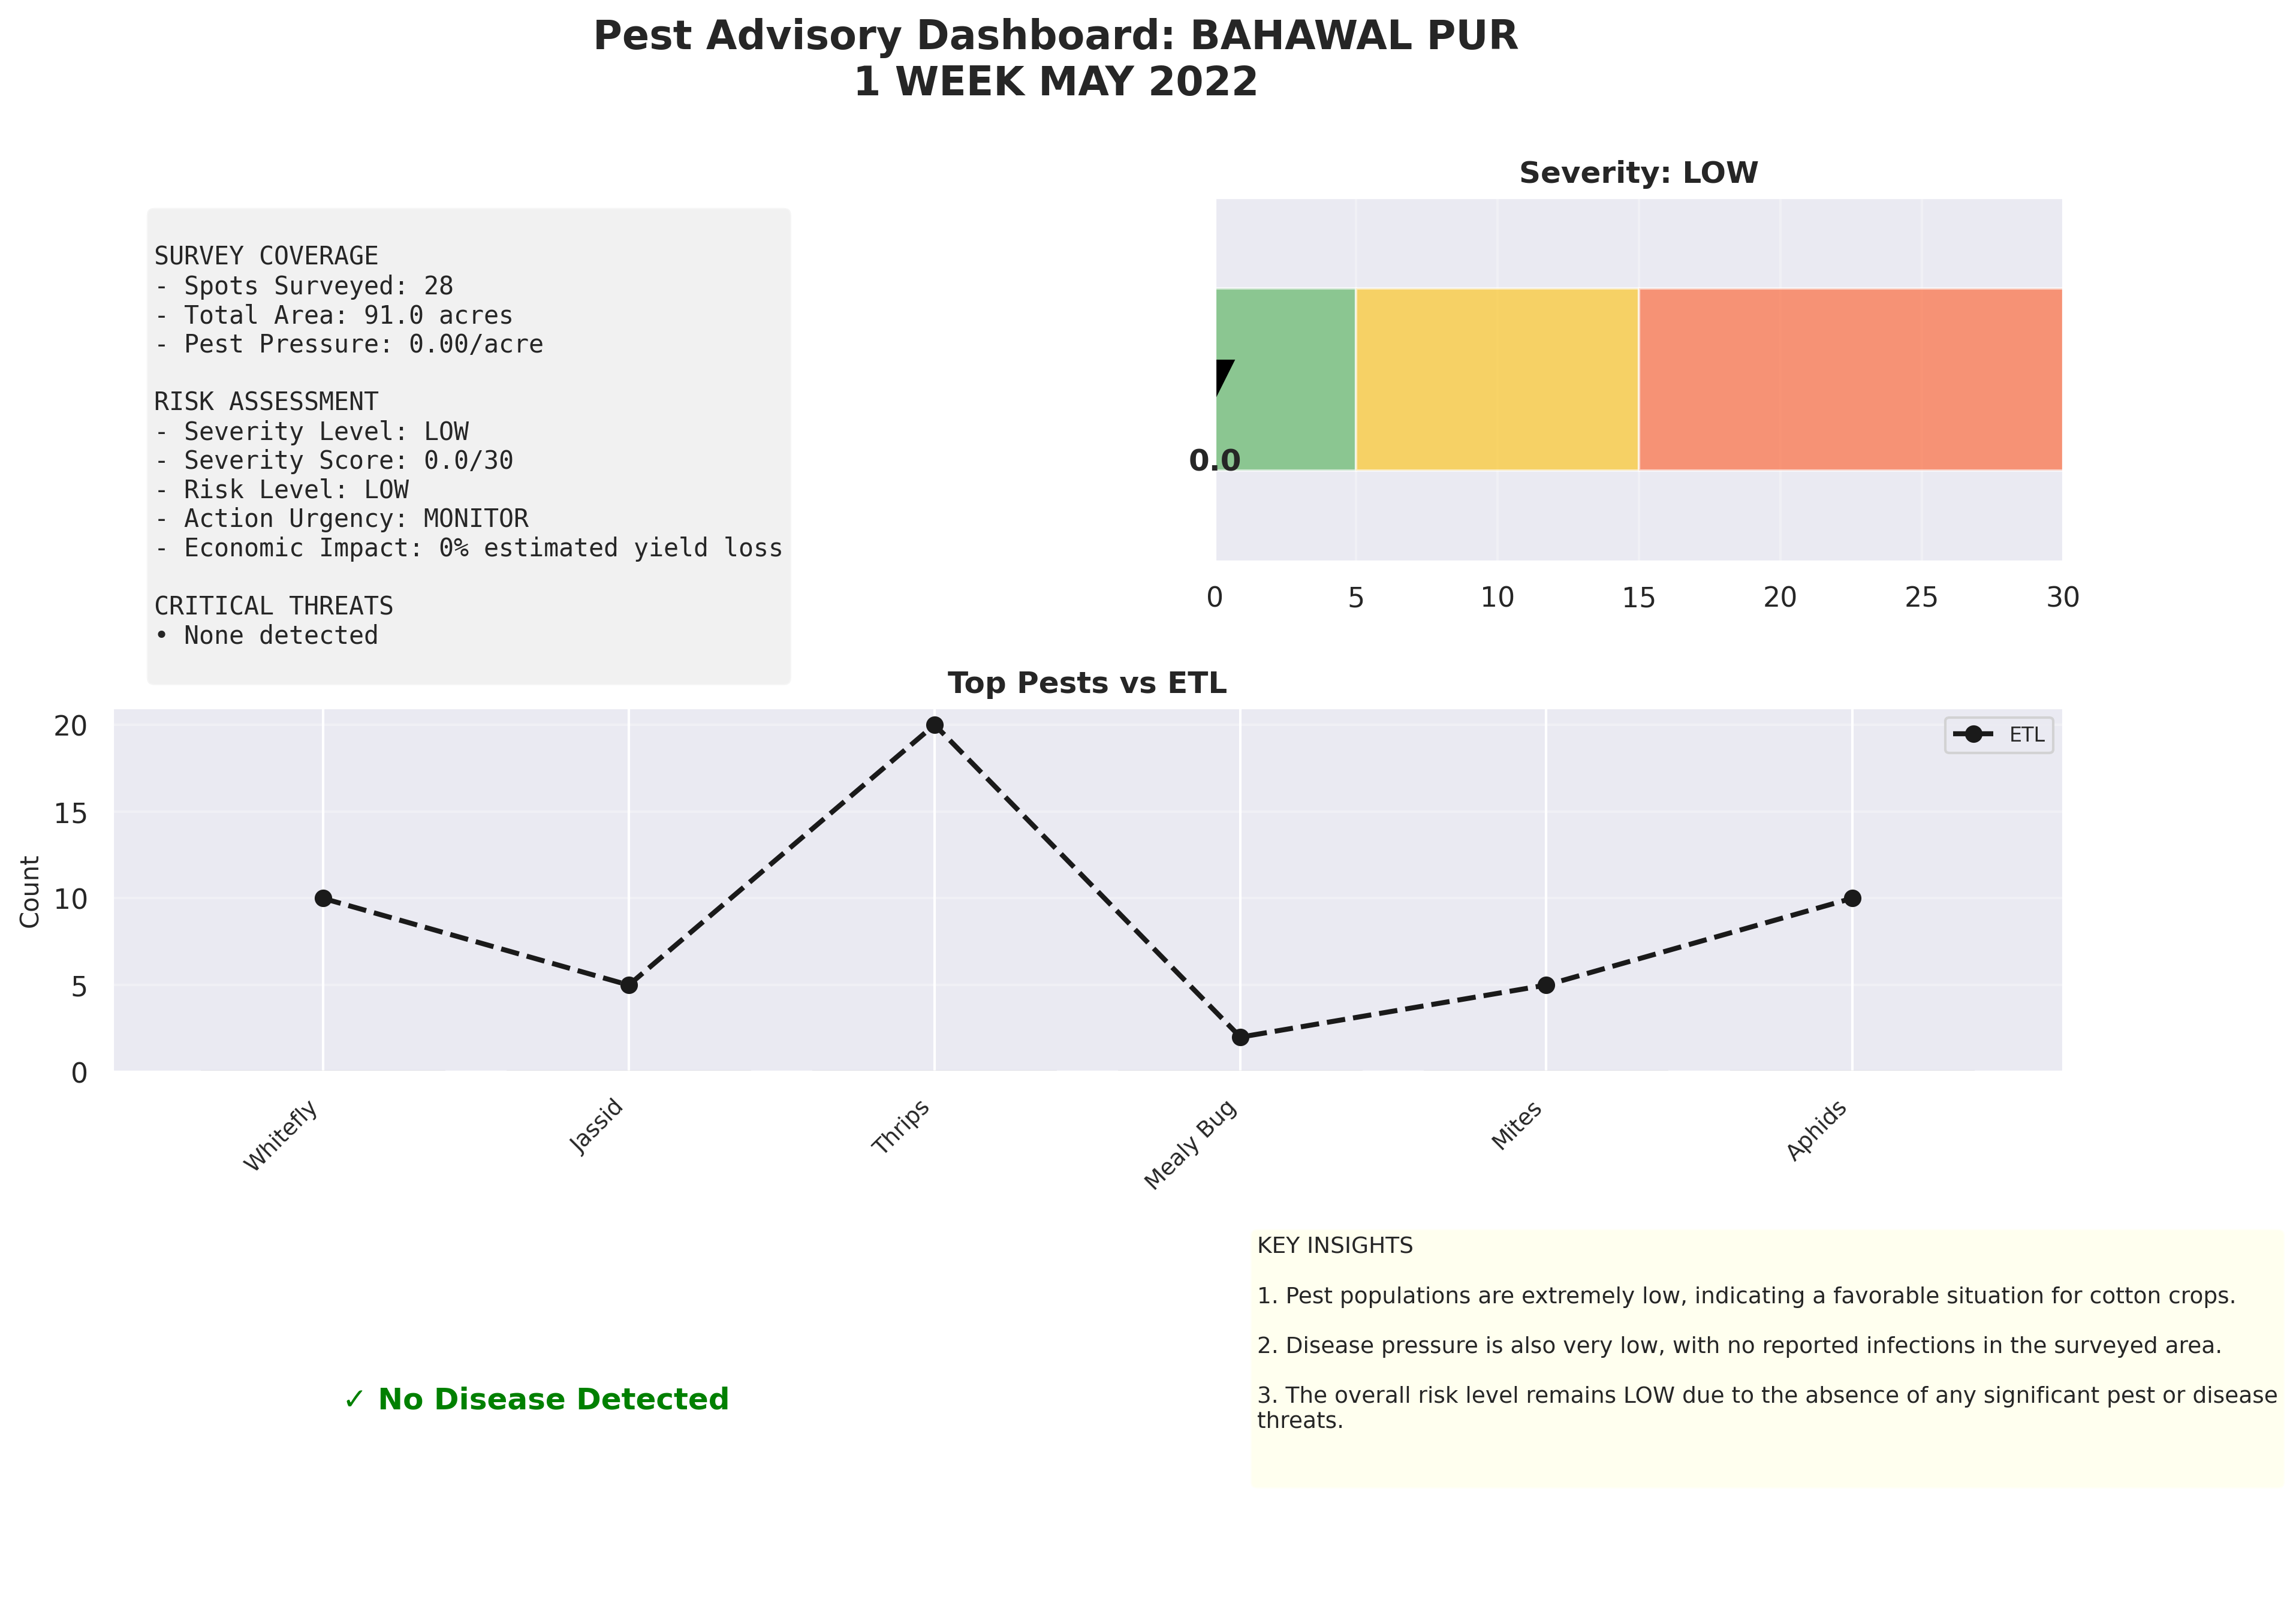 Pest Advisory Dashboard: BAHAWAL PUR
1 WEEK MAY 2022
SURVEY COVERAGE
- Spots Surveyed: 28
- Total Area: 91.0 acres
- Pest Pressure: 0.00/acre
RISK ASSESSMENT
- Severity Level: LOW
- Severity Score: 0.0/30
- Risk Level: LOW
- Action Urgency: MONITOR
- Economic Impact: 0% estimated yield loss
CRITICAL THREATS
• None detected
Severity: LOW
0.0
0 5 10 15 20 25 30
Top Pests vs ETL
ETL
Count
20
15
10
5
0
Whitefly
Jassid
Thrips
Mealy Bug
Mites
Aphids
✓ No Disease Detected
KEY INSIGHTS
1. Pest populations are extremely low, indicating a favorable situation for cotton crops.
2. Disease pressure is also very low, with no reported infections in the surveyed area.
3. The overall risk level remains LOW due to the absence of any significant pest or disease
threats.